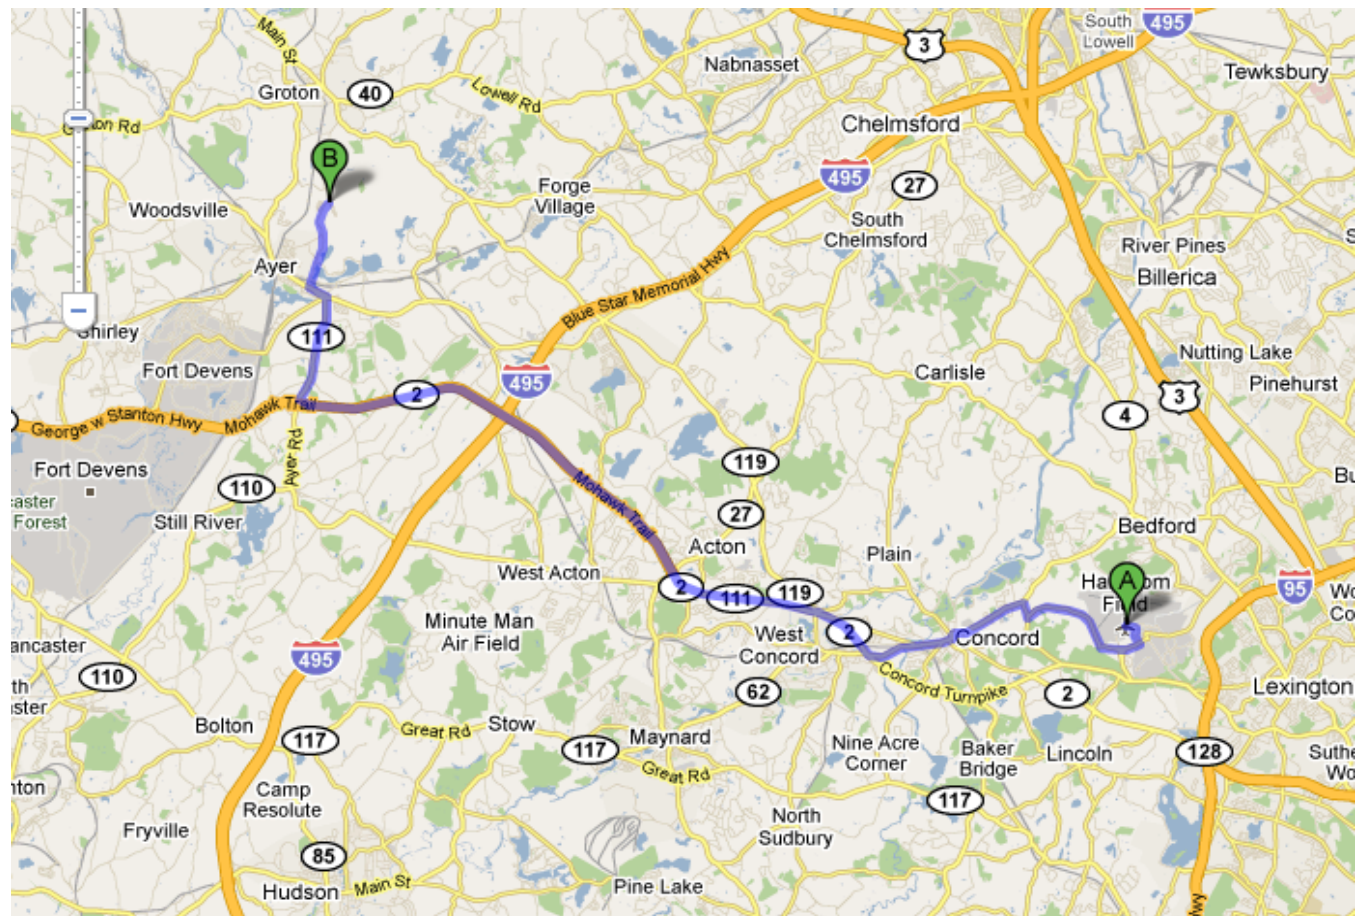 South
Lowell
495
3
Main St
Nabnasset
Tewksbury
Groton
40
Lowell Rd
Chelmsford
B
495
27
Forge
Village
Woodsville
South
Chelmsford
River Pines
Billerica
Ayer
Blue Star Memorial Hwy
Shirley
111
Nutting Lake
Fort Devens
495
Carlisle
Pinehurst
2
3
4
George W Stanton Hwy
Mohawk Trail
Ayer Rd
Fort Devens
119
110
Mohawk Trail
27
Still River
Forest
Bedford
Acton
Plain
West Acton
A
Field
95
2
111
119
Minute Man
Air Field
2
West
Concord
Concord
495
110
62
Concord Turnpike
2
Lexington
Bolton
Great Rd
Stow
117
117
Maynard
Nine Acre
Corner
Baker
Bridge
Lincoln
128
Great Rd
Camp
Resolute
117
Fryville
North
Sudbury
85
Hudson
Main St
Pine Lake